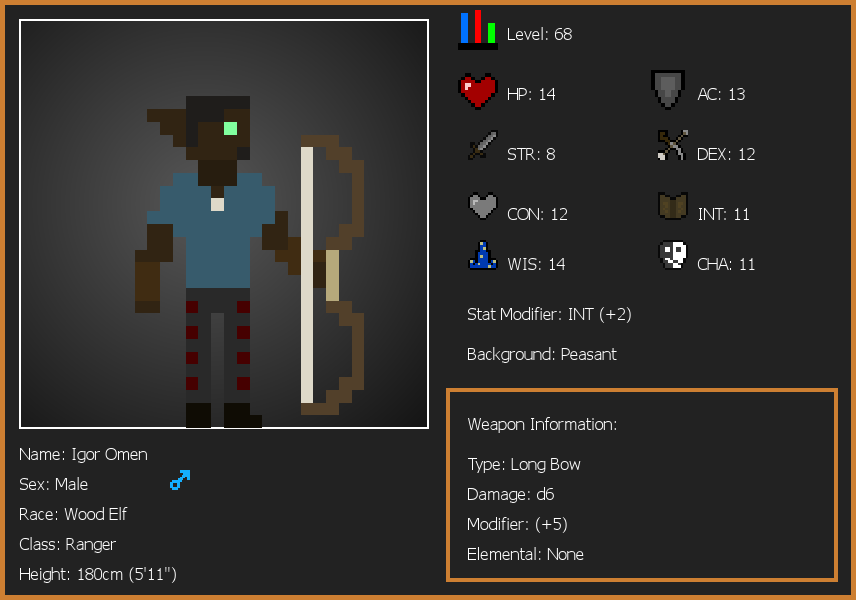 Level: 68
HP: 14
AC: 13
STR: 8
DEX: 12
CON: 12
INT: 11
WIS: 14
CHA: 11
Stat Modifier: INT (+2)
Background: Peasant
Weapon Information:
Type: Long Bow
Damage: d6
Modifier: (+5)
Elemental: None
Name: Igor Omen
Sex: Male
Race: Wood Elf
Class: Ranger
Height: 180cm (5'11")